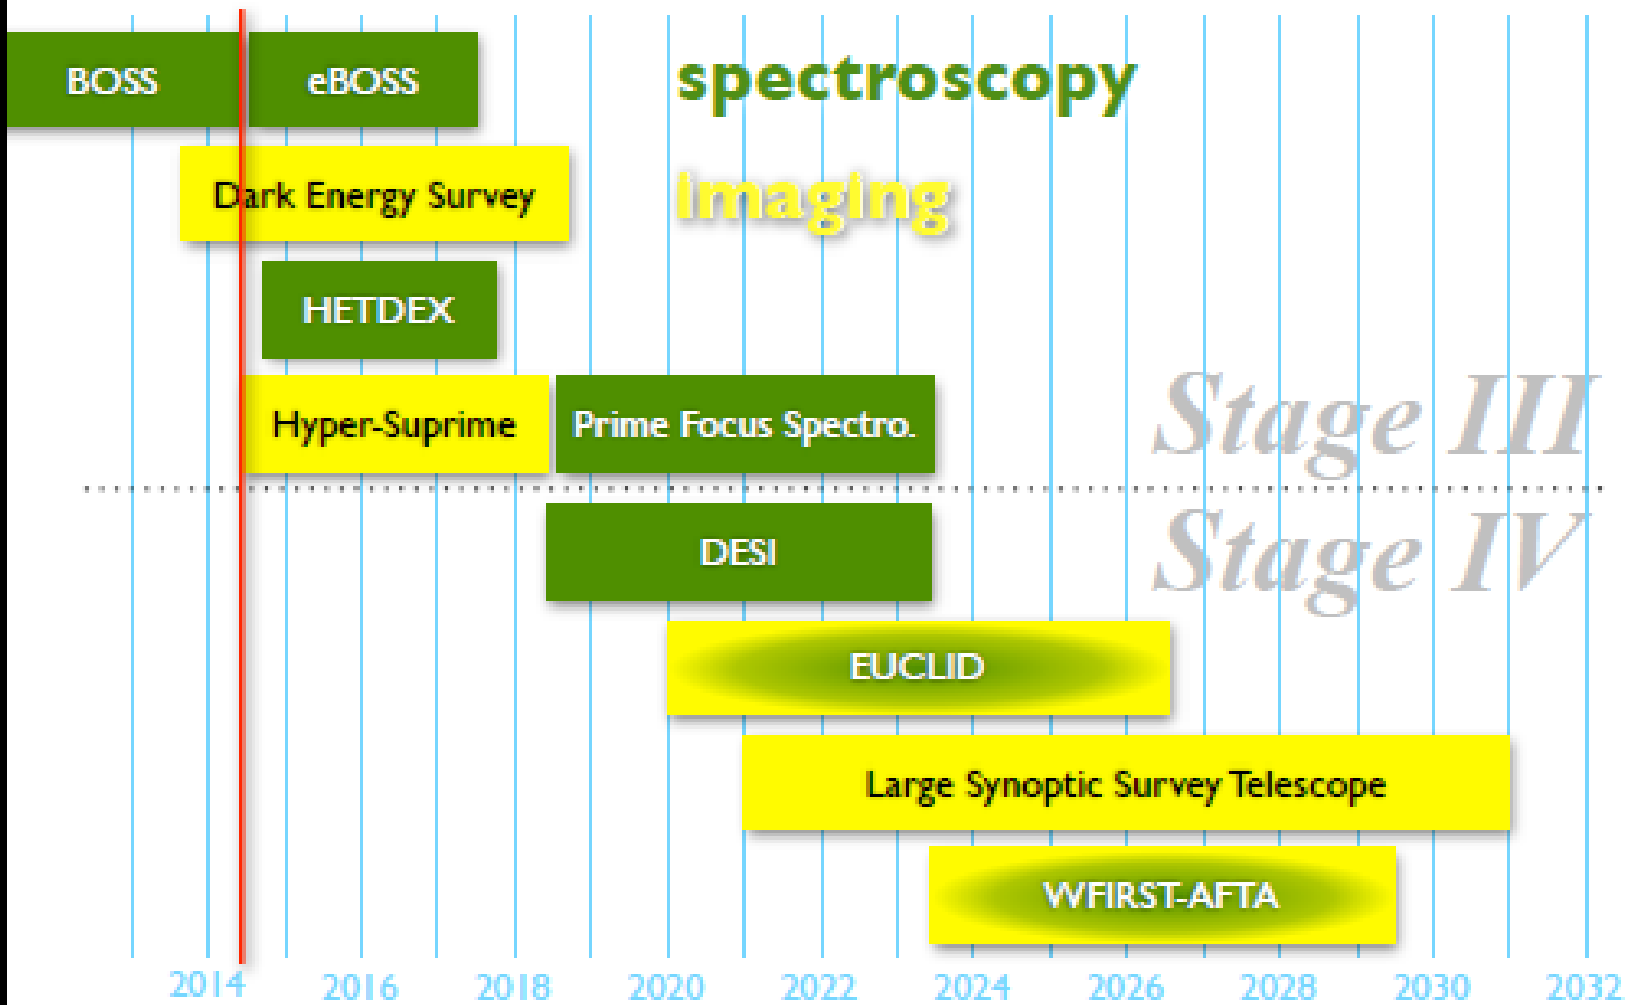 BOSS
eBOSS
spectroscopy
Dark Energy Survey
imaging
HETDEX
Hyper-Suprime
Prime Focus Spectro.
Stage III
Stage IV
DESI
EUCLID
Large Synoptic Survey Telescope
WFIRST-AFTA
2014 2016 2018 2020 2022 2024 2026 2028 2030 2032